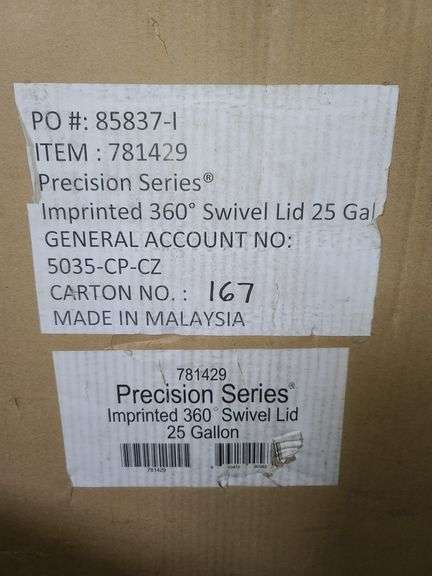 PO #: 85837-I
ITEM : 781429
Precision Series®
Imprinted 360° Swivel Lid 25 Gal
GENERAL ACCOUNT NO:
5035-CP-CZ
CARTON NO. : 167
MADE IN MALAYSIA
781429
Precision Series®
Imprinted 360° Swivel Lid
25 Gallon
781429